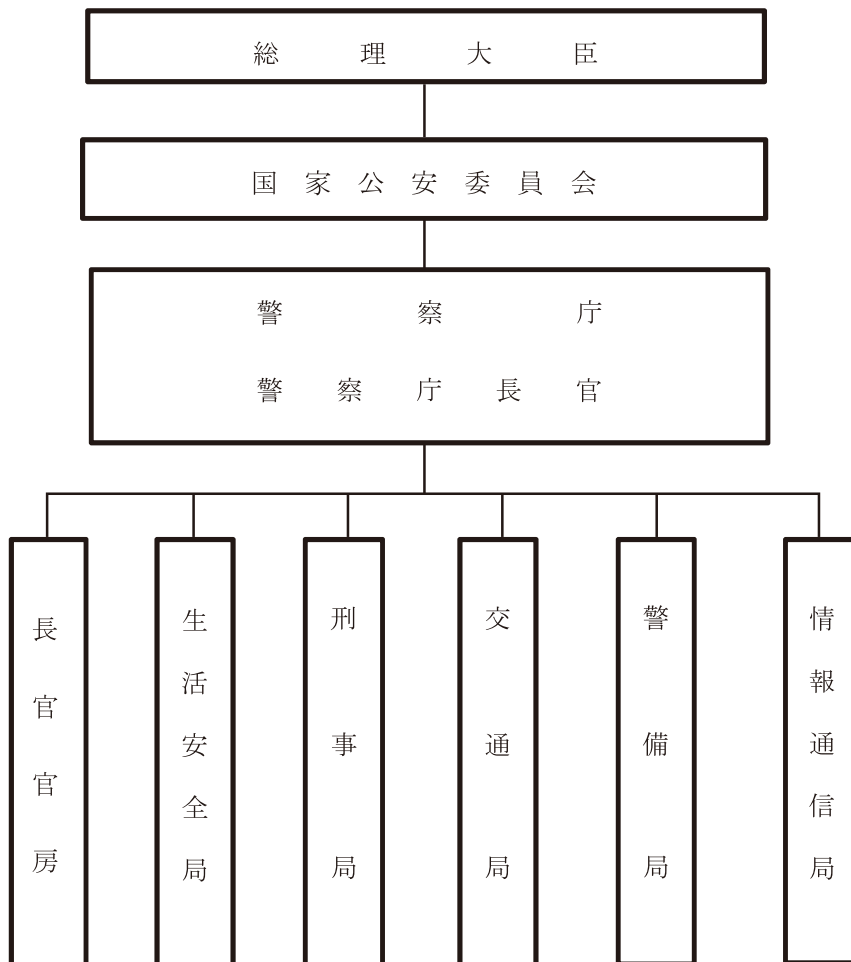 総理大臣
国家公安委員会
警察庁
警察庁長官
長官官房
生活安全局
刑事局
交通局
警備局
情報通信局